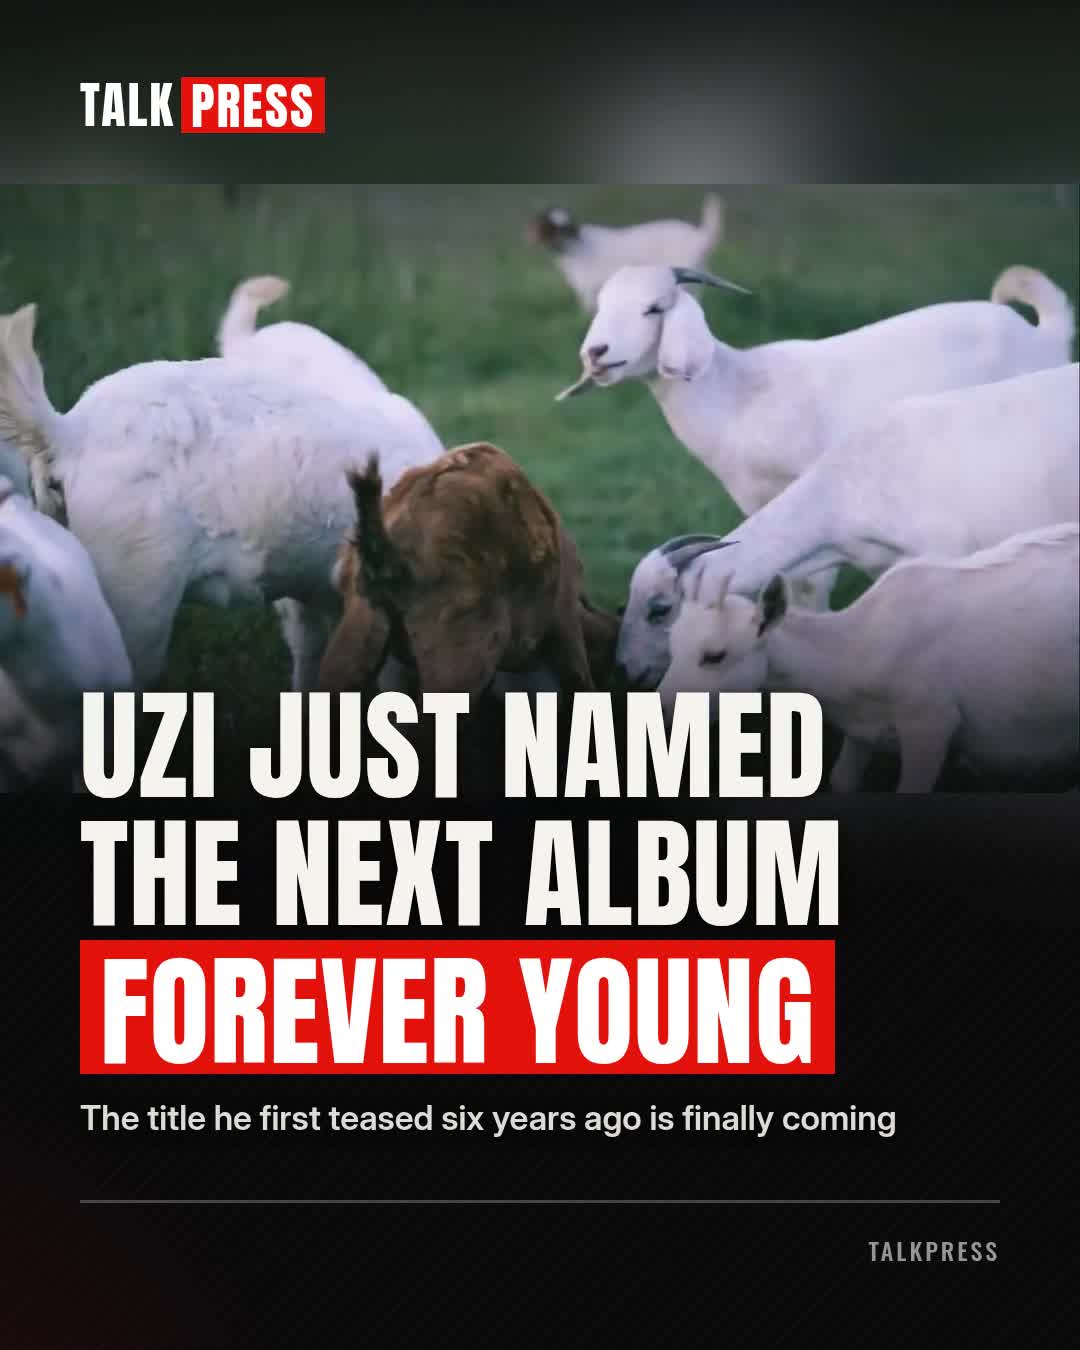 TALK PRESS
UZI JUST NAMED
THE NEXT ALBUM
FOREVER YOUNG
The title he first teased six years ago is finally coming
TALKPRESS